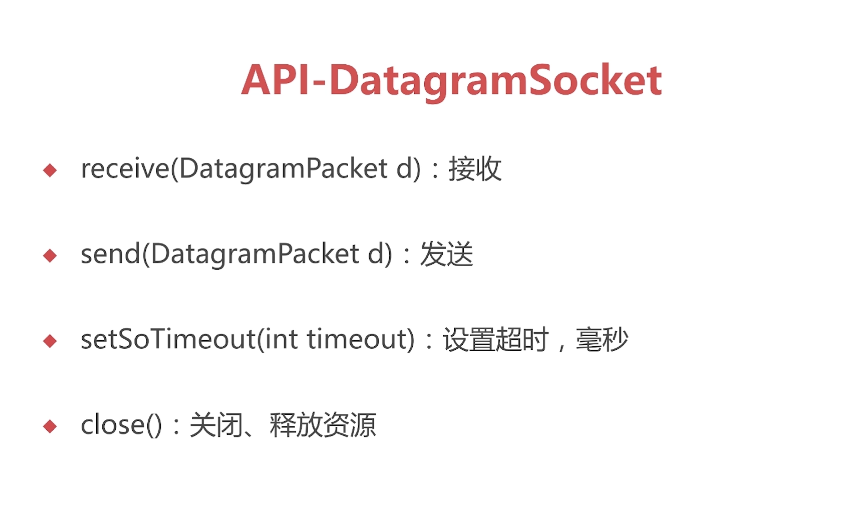 API-DatagramSocket
receive(DatagramPacket d)：接收
send(DatagramPacket d)：发送
setSoTimeout(int timeout)：设置超时，毫秒
close()：关闭、释放资源